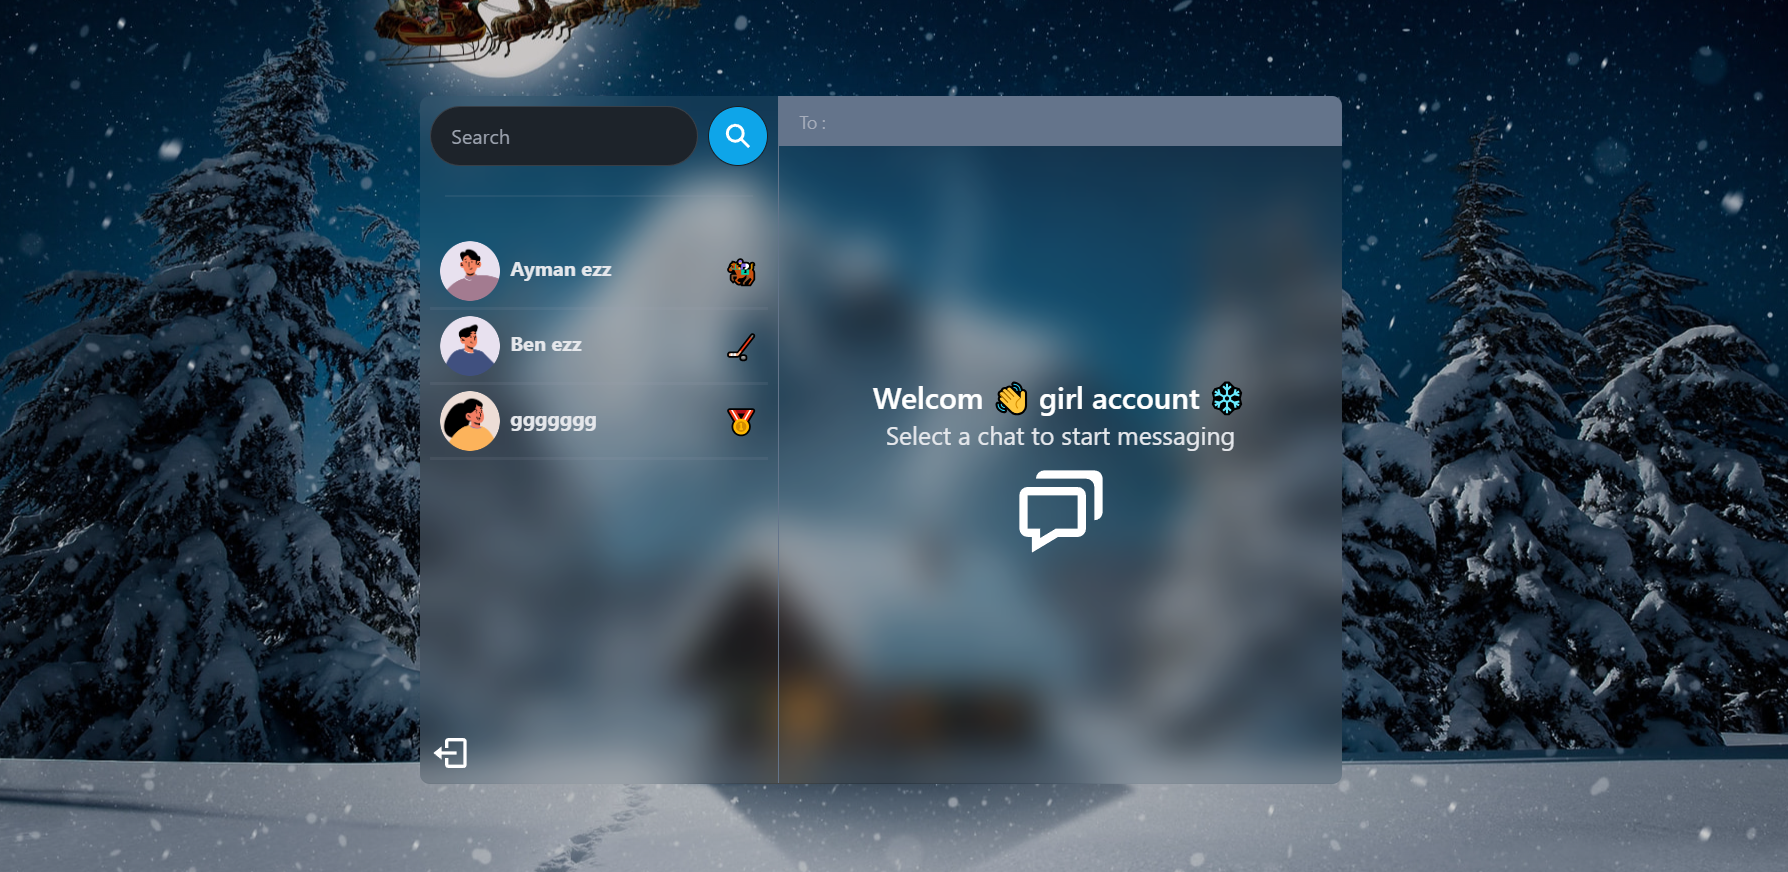 Search
To :
Ayman ezz
Ben ezz
ggggggg
Welcom 👋 girl account ❄️
Select a chat to start messaging